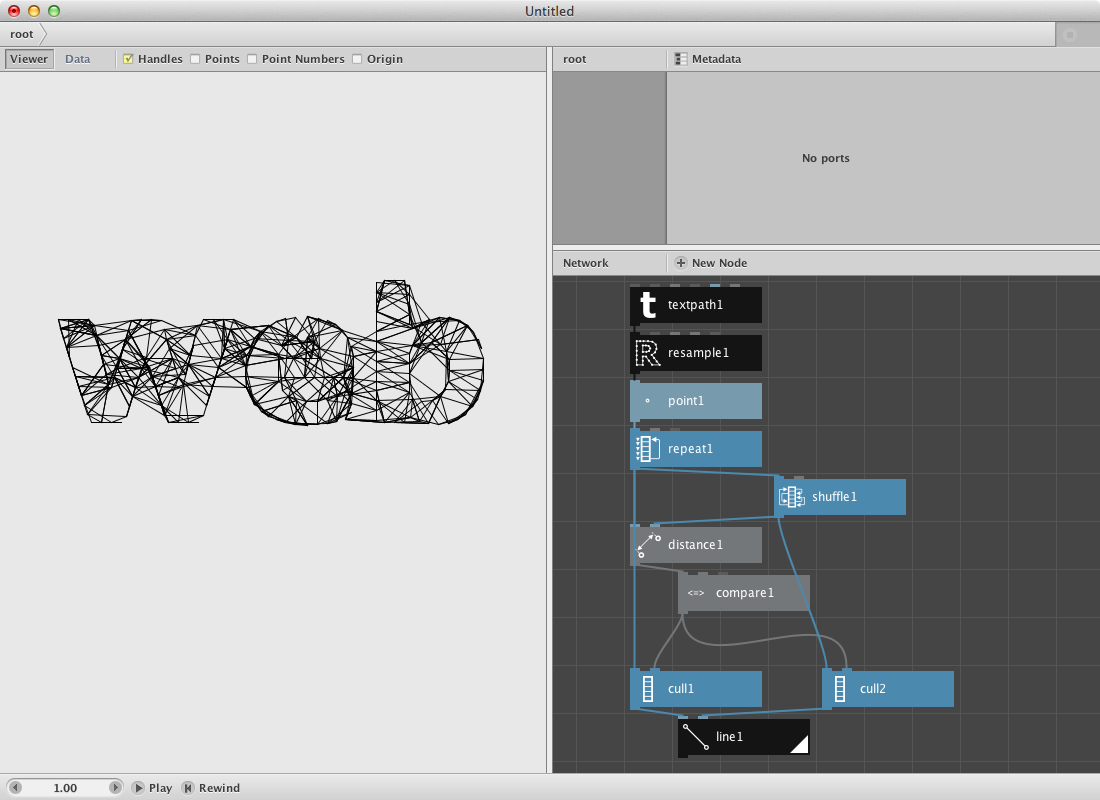 Untitled
root
Viewer Data Handles Points Point Numbers Origin
root Metadata
No ports
Network New Node
t textpath1
R resample1
point1
repeat1
shuffle1
distance1
<=> compare1
cull1 cull2
line1
1.00 Play Rewind